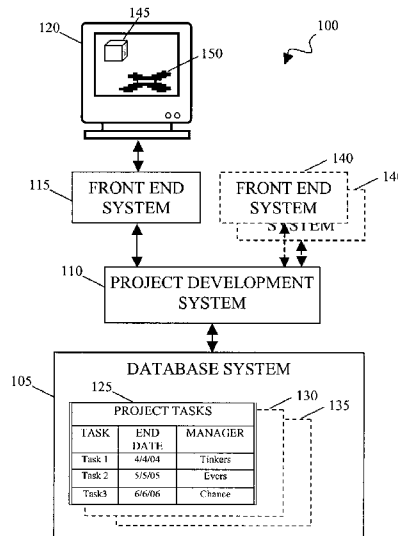 145
120
150
100
140
115
FRONT END
SYSTEM
FRONT END
SYSTEM
140
SYSTEM
110
PROJECT DEVELOPMENT
SYSTEM
DATABASE SYSTEM
105
125
130
135
PROJECT TASKS
TASK END DATE MANAGER
Task 1 4/4/04 Tinkers
Task 2 5/5/05 Evers
Task3 6/6/06 Chance